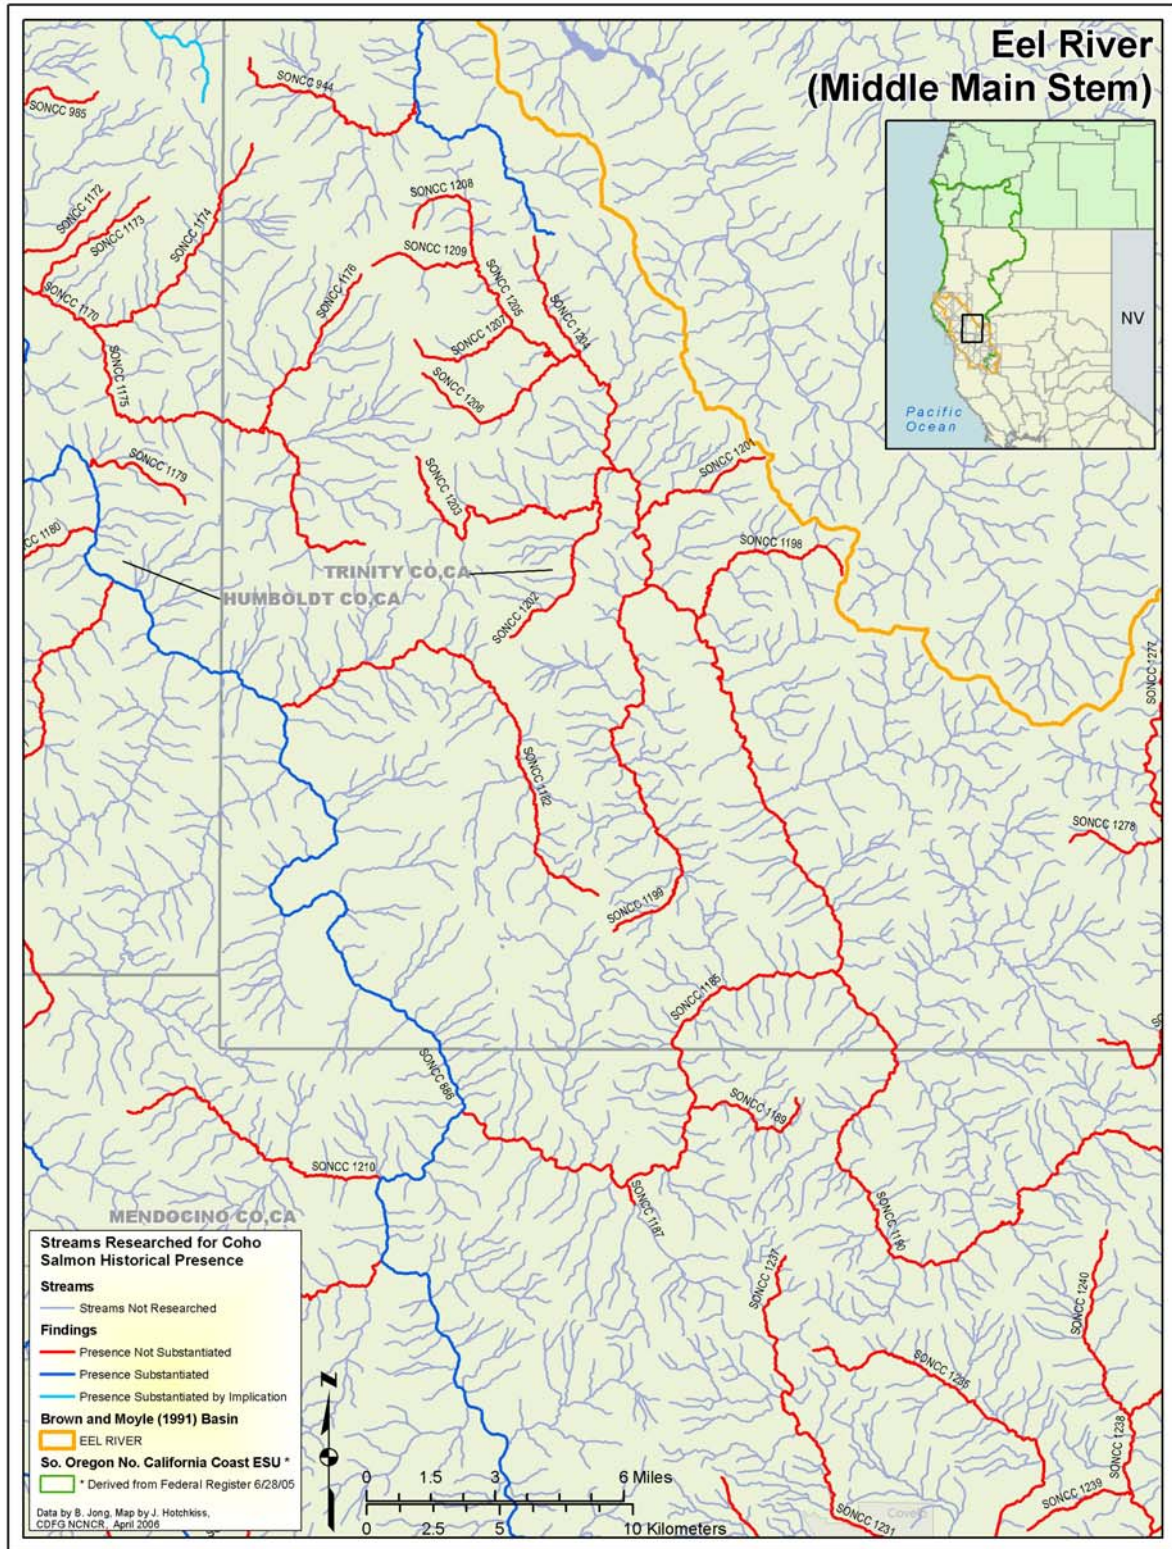 Eel River
(Middle Main Stem)
NV
Pacific
Ocean
SONCC 985
SONCC 944
SONCC 1172
SONCC 1173
SONCC 1174
SONCC 1170
SONCC 1175
SONCC 1176
SONCC 1208
SONCC 1209
SONCC 1205
SONCC 1204
SONCC 1207
SONCC 1206
SONCC 1179
SONCC 1203
SONCC 1201
SONCC 1198
TRINITY CO,CA
HUMBOLDT CO,CA
SONCC 1202
SONCC 1277
SONCC 1182
SONCC 1278
SONCC 1199
SONCC 1185
SONCC 886
SONCC 1189
SONCC 1210
SONCC 1187
SONCC 1190
MENDOCINO CO,CA
SONCC 1237
SONCC 1240
SONCC 1235
SONCC 1238
SONCC 1239
SONCC 1231
Covelo
Streams Researched for Coho
Salmon Historical Presence
Streams
Streams Not Researched
Findings
Presence Not Substantiated
Presence Substantiated
Presence Substantiated by Implication
Brown and Moyle (1991) Basin
EEL RIVER
So. Oregon No. California Coast ESU *
* Derived from Federal Register 6/28/05
Data by B. Jong, Map by J. Hotchkiss,
CDFG NCNCR, April 2006
N
0 1.5 3 6 Miles
0 2.5 5 10 Kilometers